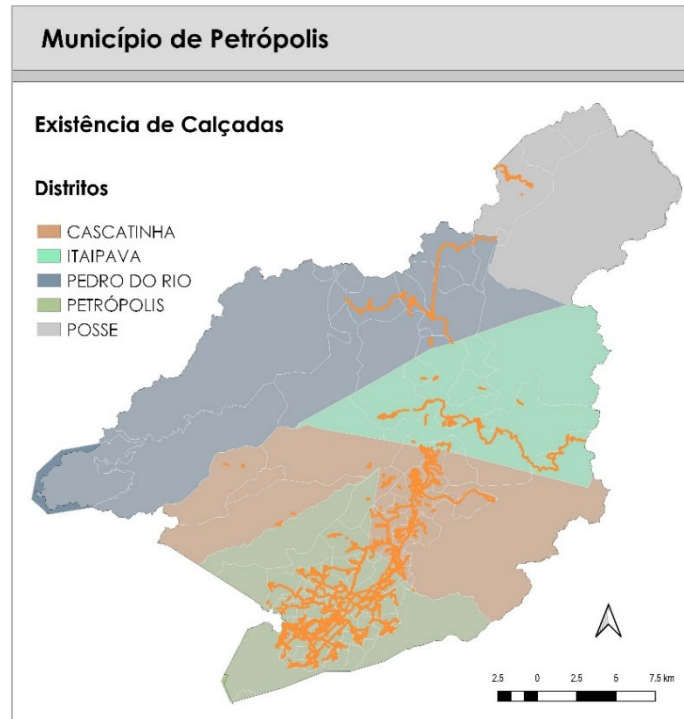 Município de Petrópolis
Existência de Calçadas
Distritos
CASCATINHA
ITAIPAVA
PEDRO DO RIO
PETRÓPOLIS
POSSE
2.5 0 2.5 5 7.5 km